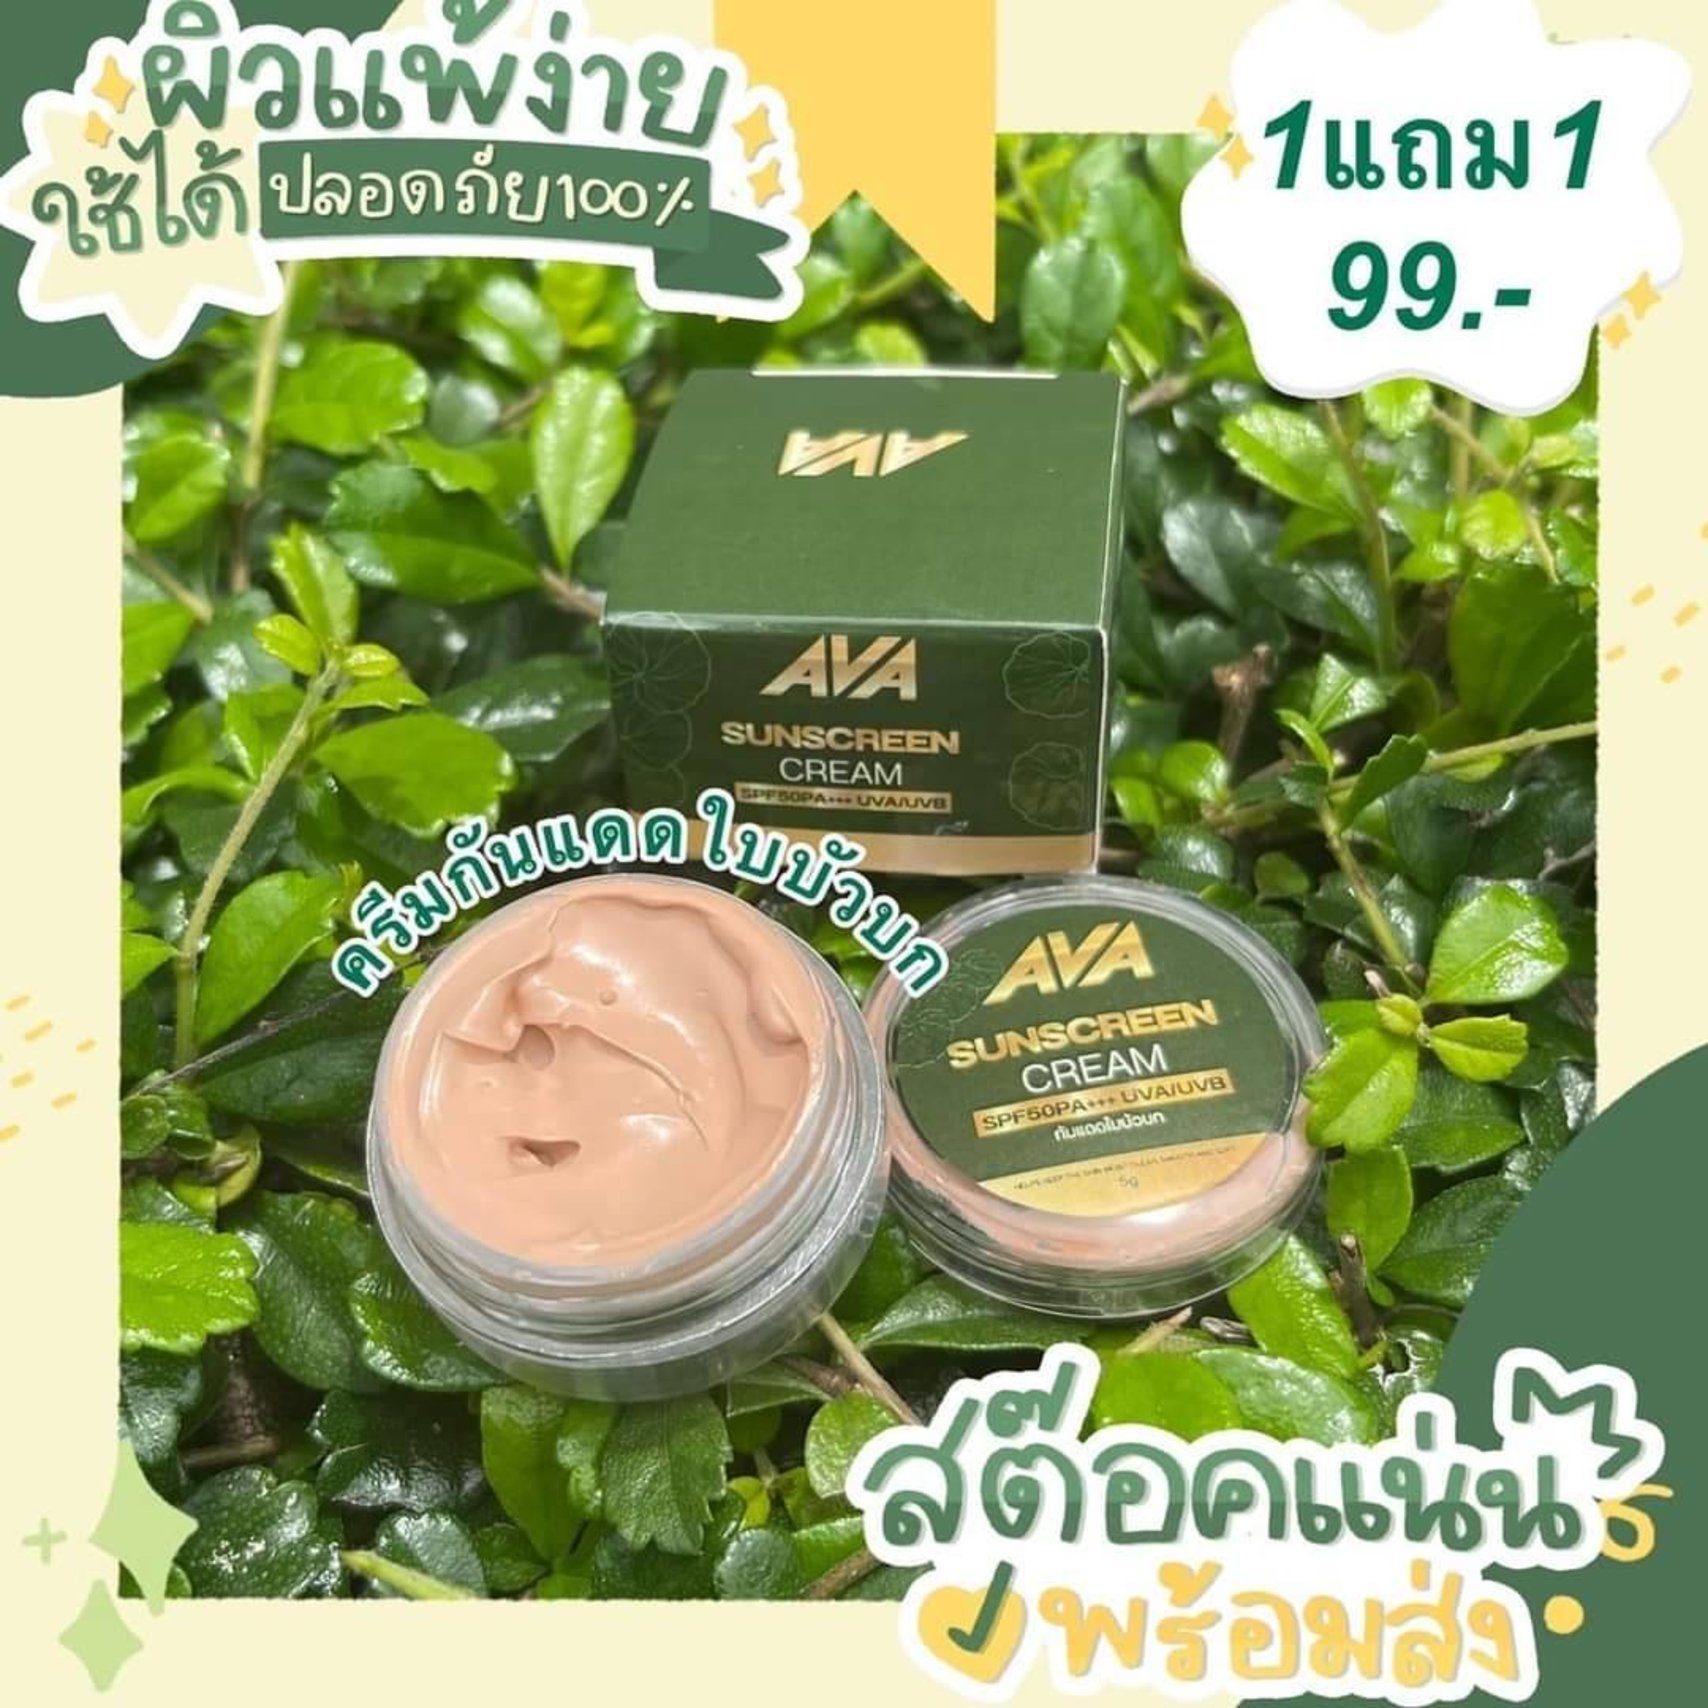 ผิวแพ้ง่าย
ใช้ได้ ปลอดภัย100%
1แถม1
99.-
AVA
AVA
SUNSCREEN
CREAM
SPF50PA+++ UVA/UVB
ครีมกันแดดใบบัวบก
AVA
SUNSCREEN
CREAM
SPF50PA+++ UVA/UVB
กันแดดใบบัวบก
5g
สต๊อคแน่น
พร้อมส่ง